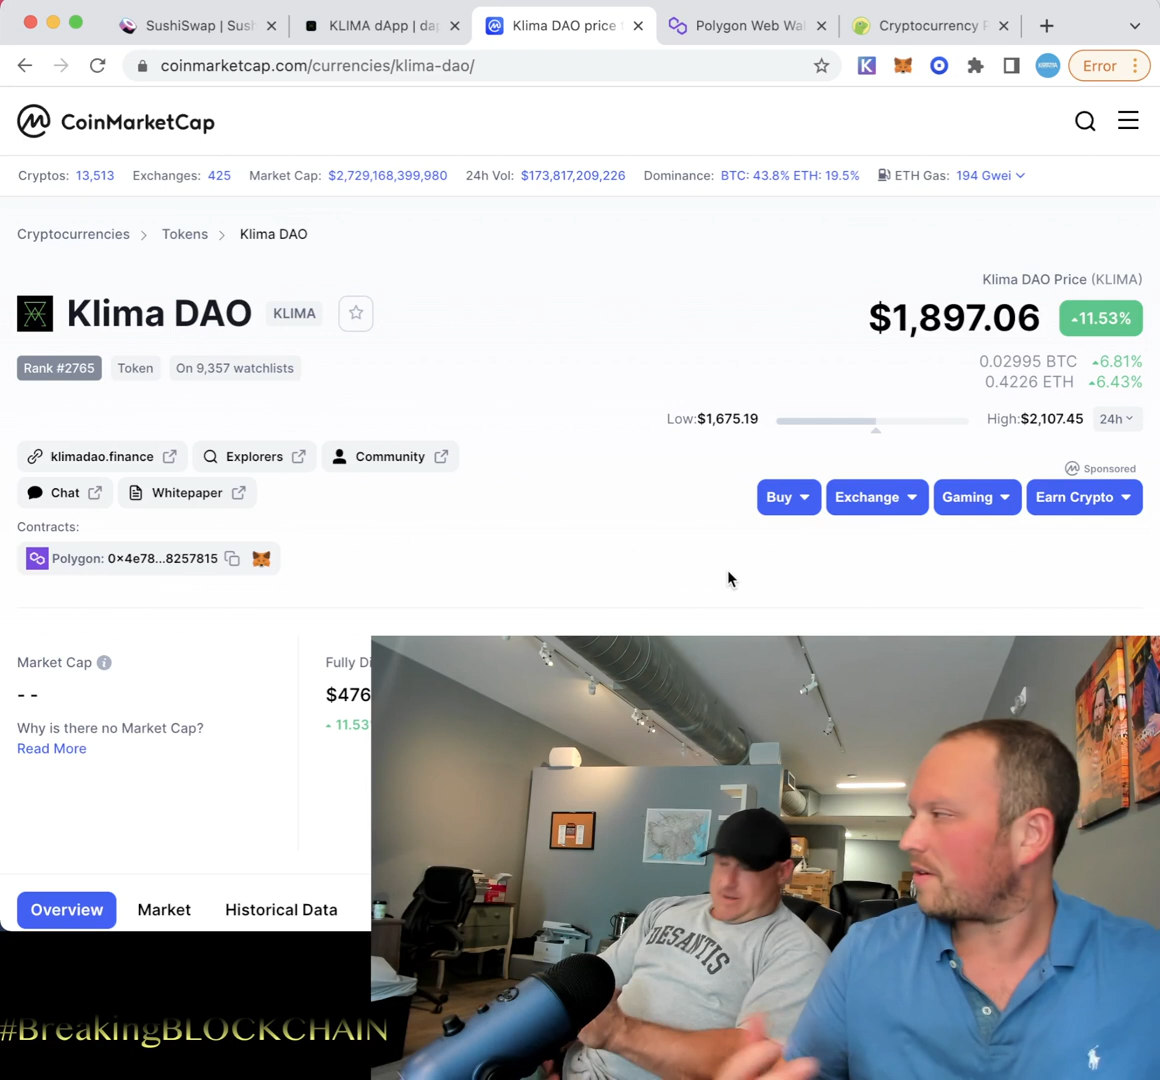 SushiSwap | Sush
KLIMA dApp | dap
Klima DAO price t
Polygon Web Wal
Cryptocurrency P
coinmarketcap.com/currencies/klima-dao/
K
Error
CoinMarketCap
Cryptos: 13,513 Exchanges: 425 Market Cap: $2,729,168,399,980 24h Vol: $173,817,209,226 Dominance: BTC: 43.8% ETH: 19.5% ETH Gas: 194 Gwei
Cryptocurrencies Tokens Klima DAO
Klima DAO Price (KLIMA)
Klima DAO KLIMA
$1,897.06 11.53%
Rank #2765 Token On 9,357 watchlists
0.02995 BTC 6.81%
0.4226 ETH 6.43%
Low:$1,675.19 High:$2,107.45 24h
klimadao.finance Explorers Community
Sponsored
Chat Whitepaper
Buy Exchange Gaming Earn Crypto
Contracts:
Polygon: 0x4e78...8257815
Market Cap
Fully Di
- -
$476
Why is there no Market Cap?
11.53
Read More
Overview Market Historical Data
DESANTIS
#BreakingBLOCKCHAIN